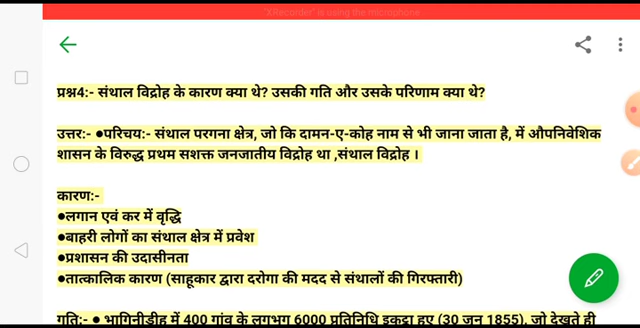 "XRecorder" is using the microphone
प्रश्न4:- संथाल विद्रोह के कारण क्या थे? उसकी गति और उसके परिणाम क्या थे?
उत्तर:- ●परिचय:- संथाल परगना क्षेत्र, जो कि दामन-ए-कोह नाम से भी जाना जाता है, में औपनिवेशिक
शासन के विरुद्ध प्रथम सशक्त जनजातीय विद्रोह था ,संथाल विद्रोह ।
कारण:-
●लगान एवं कर में वृद्धि
●बाहरी लोगों का संथाल क्षेत्र में प्रवेश
●प्रशासन की उदासीनता
●तात्कालिक कारण (साहूकार द्वारा दरोगा की मदद से संथालों की गिरफ्तारी)
गति:- ● भागिनीडीह में 400 गांव के लगभग 6000 प्रतिनिधि इकट्ठा हुए (30 जून 1855), जो देखते ही